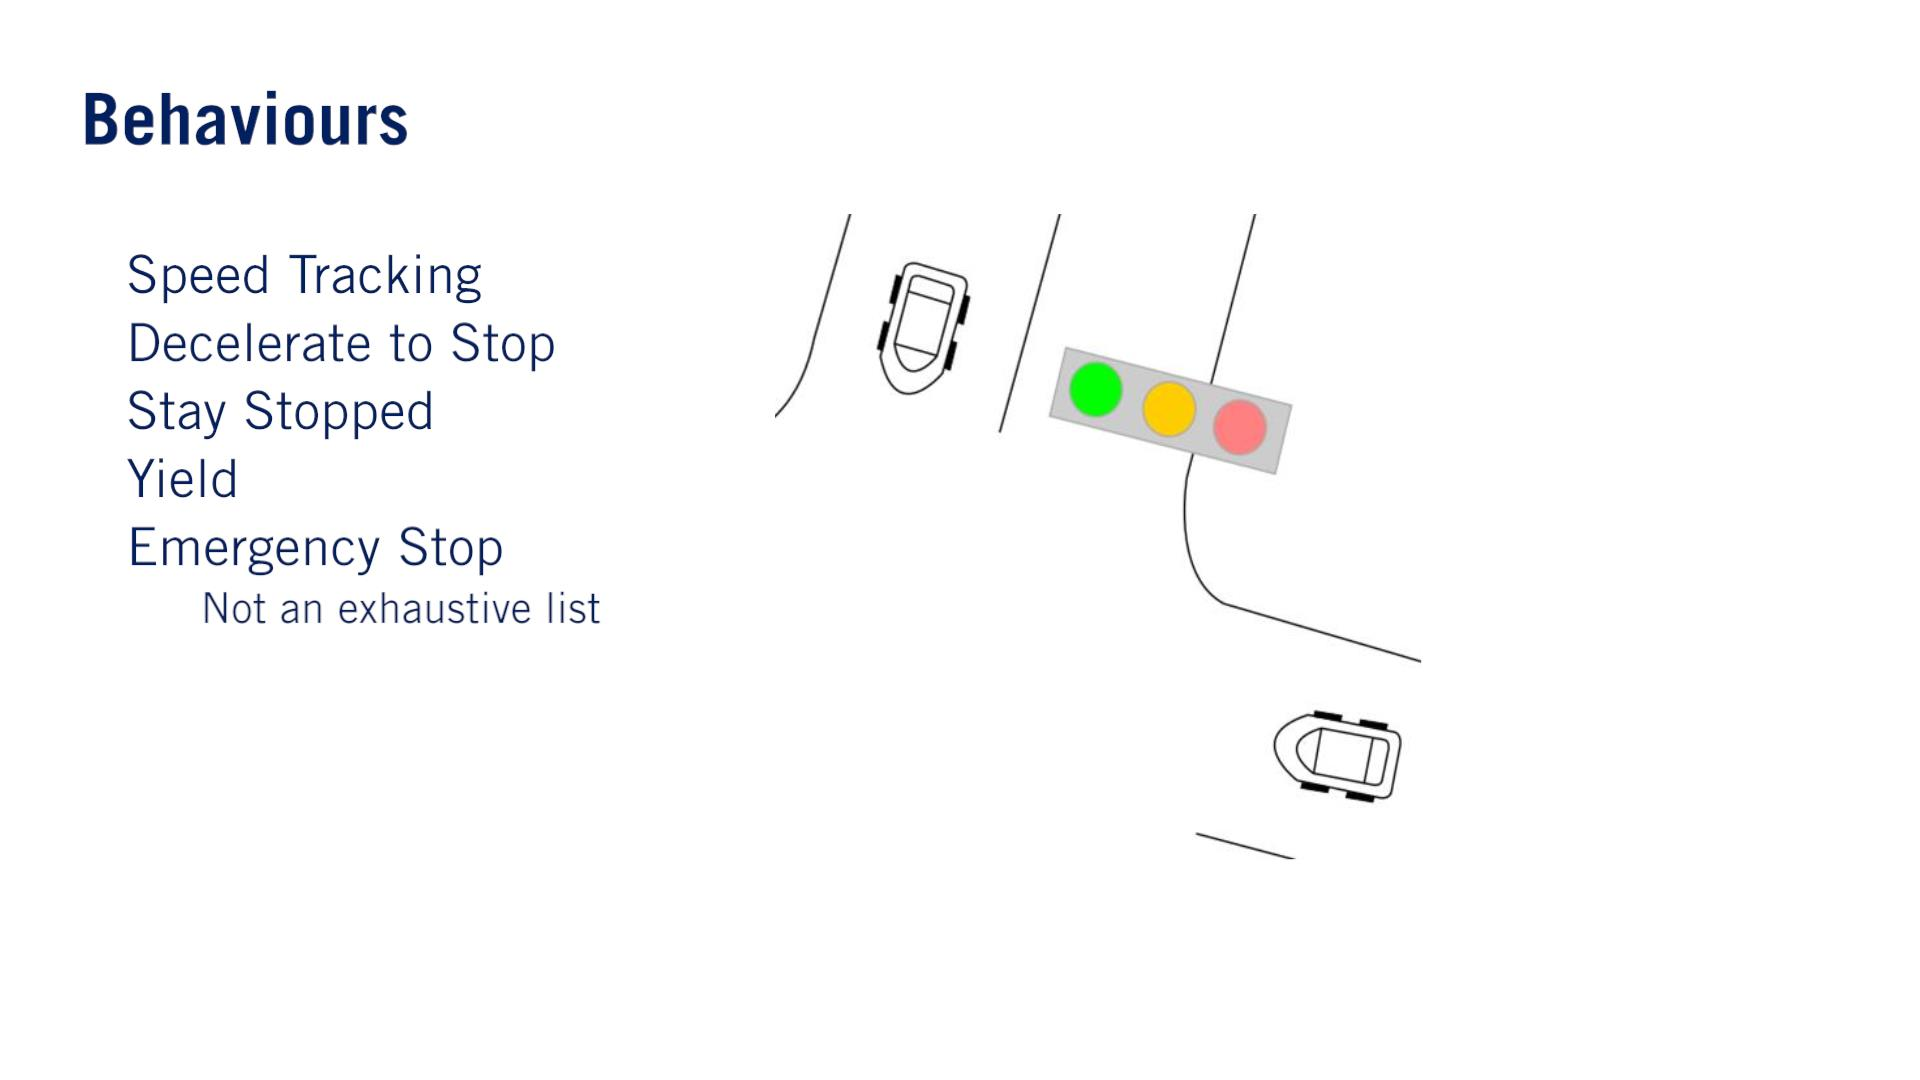 Behaviours
Speed Tracking
Decelerate to Stop
Stay Stopped
Yield
Emergency Stop
Not an exhaustive list